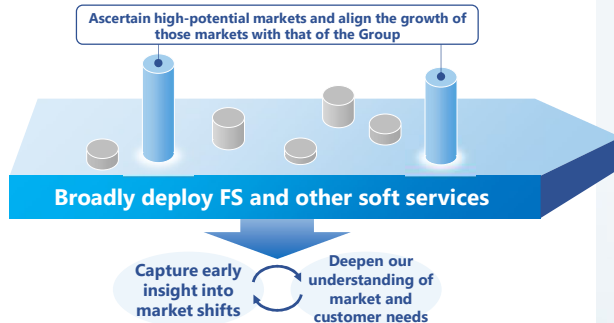 Ascertain high-potential markets and align the growth of
those markets with that of the Group
Broadly deploy FS and other soft services
Capture early
insight into
market shifts
Deepen our
understanding of
market and
customer needs